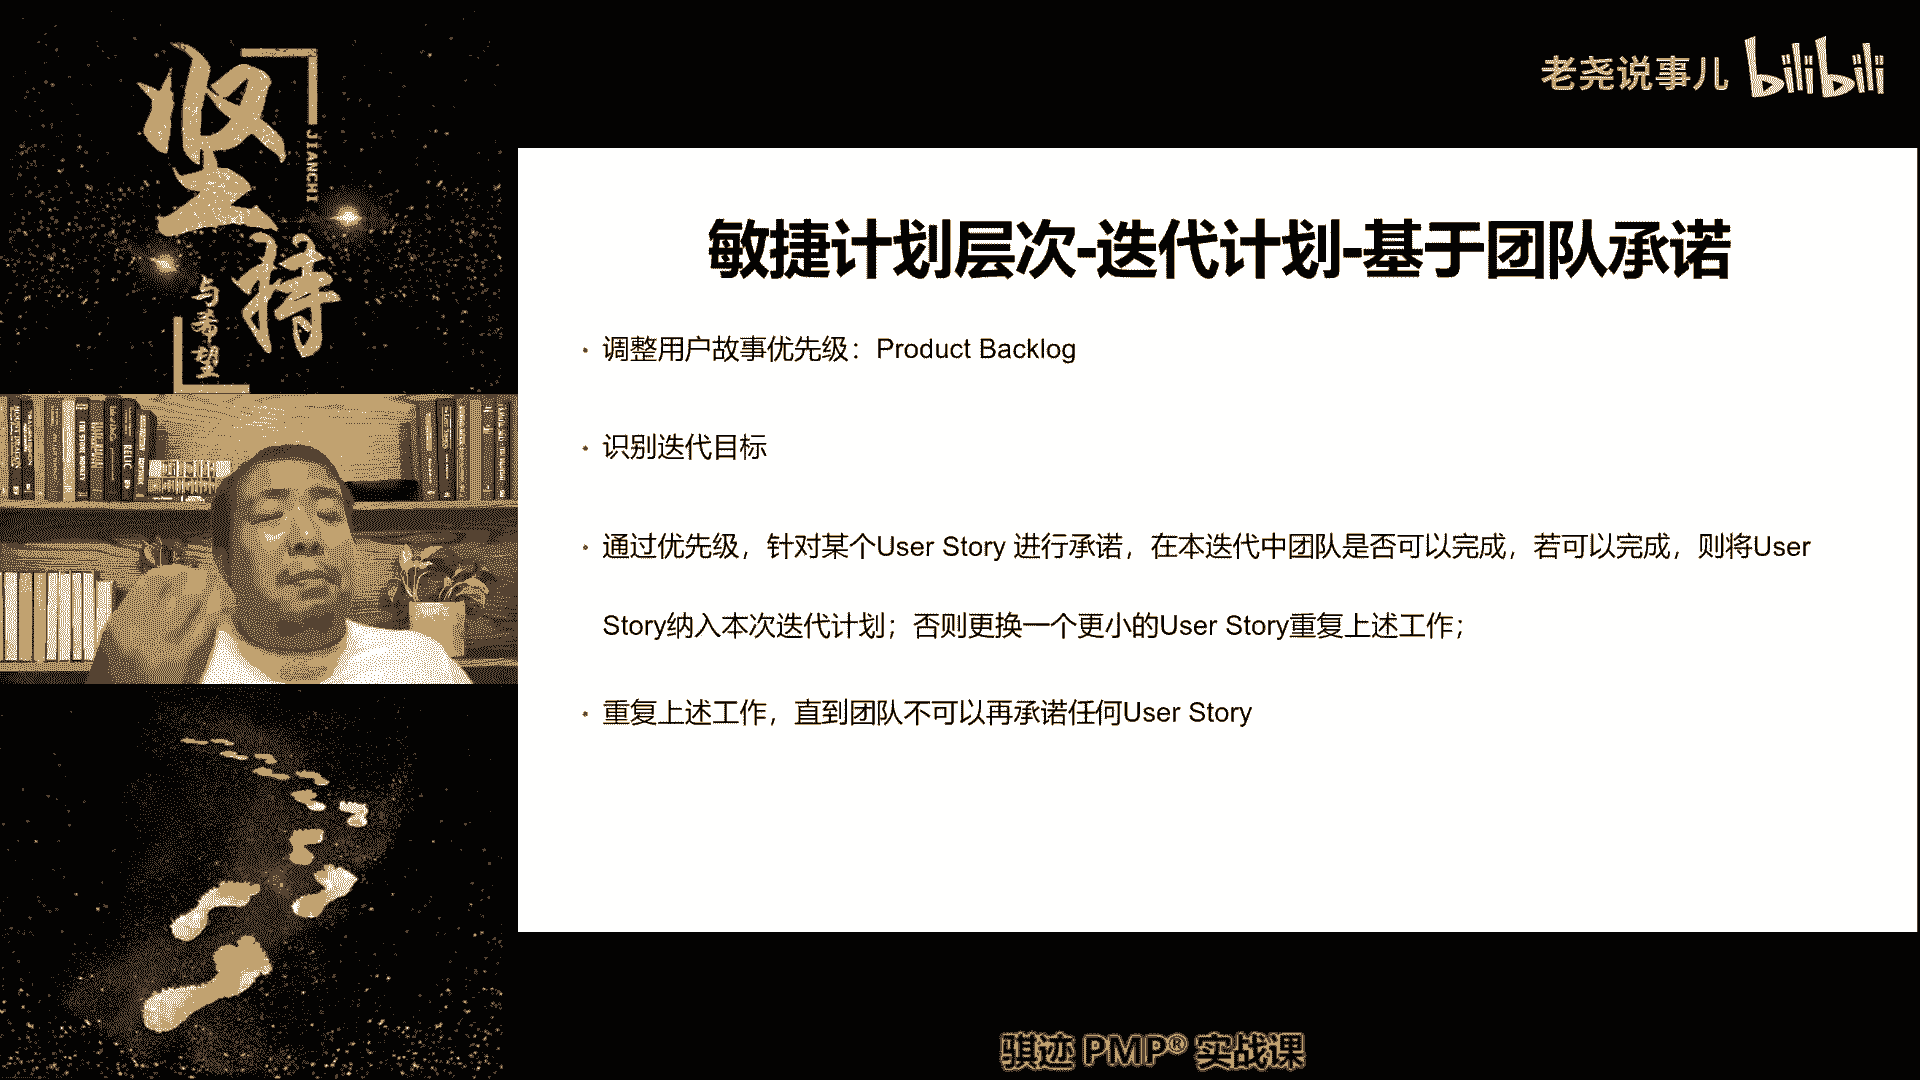 坚持
JIANCHI
与希望
老尧说事儿 bilibili
敏捷计划层次-迭代计划-基于团队承诺
· 调整用户故事优先级：Product Backlog
· 识别迭代目标
· 通过优先级，针对某个User Story 进行承诺，在本迭代中团队是否可以完成，若可以完成，则将User
Story纳入本次迭代计划；否则更换一个更小的User Story重复上述工作；
· 重复上述工作，直到团队不可以再承诺任何User Story
骐迹 PMP® 实战课